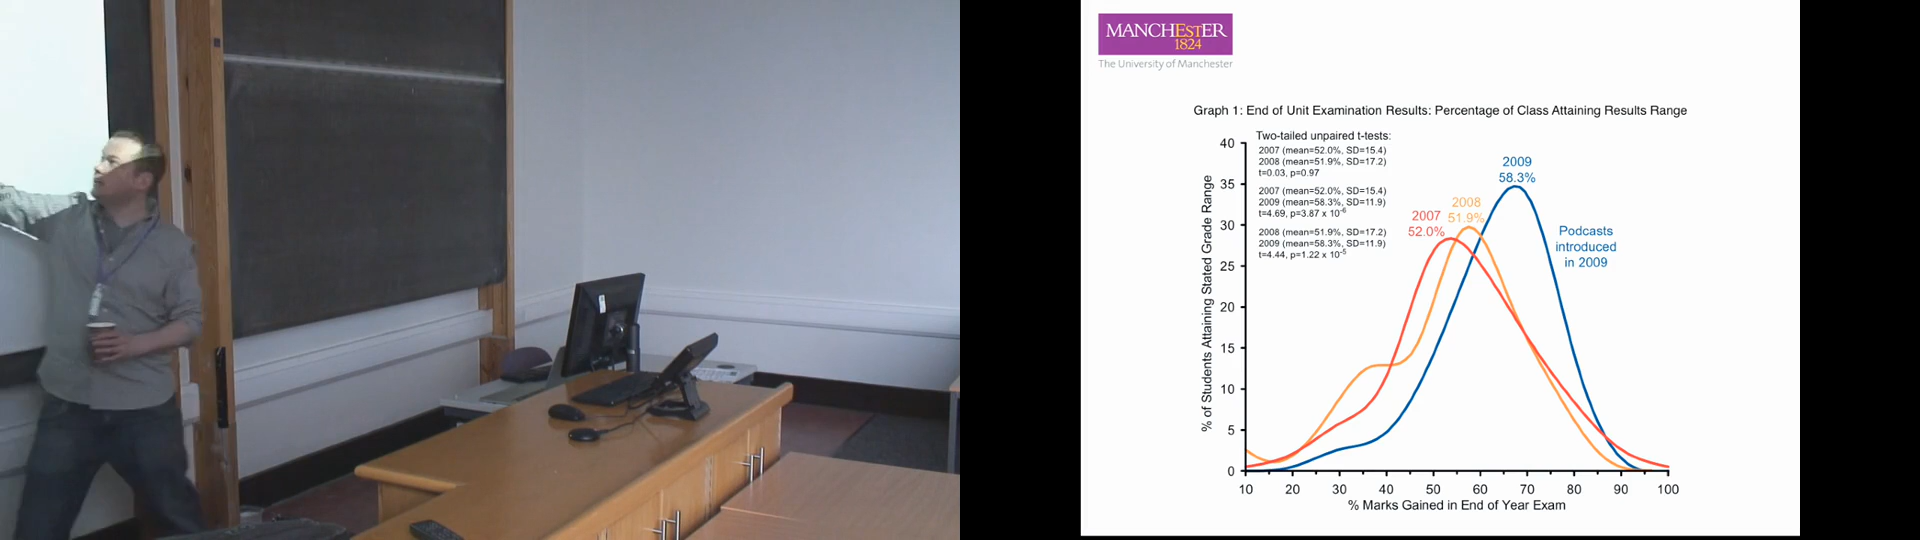 MANCHESTER
1824
The University of Manchester
Graph 1: End of Unit Examination Results: Percentage of Class Attaining Results Range
Two-tailed unpaired t-tests:
2007 (mean=52.0%, SD=15.4)
2008 (mean=51.9%, SD=17.2)
t=0.03, p=0.97
2007 (mean=52.0%, SD=15.4)
2009 (mean=58.3%, SD=11.9)
t=4.69, p=3.87 x 10⁻⁶
2008 (mean=51.9%, SD=17.2)
2009 (mean=58.3%, SD=11.9)
t=4.44, p=1.22 x 10⁻⁵
2007
52.0%
2008
51.9%
2009
58.3%
Podcasts
introduced
in 2009
% of Students Attaining Stated Grade Range
40
35
30
25
20
15
10
5
0
10 20 30 40 50 60 70 80 90 100
% Marks Gained in End of Year Exam